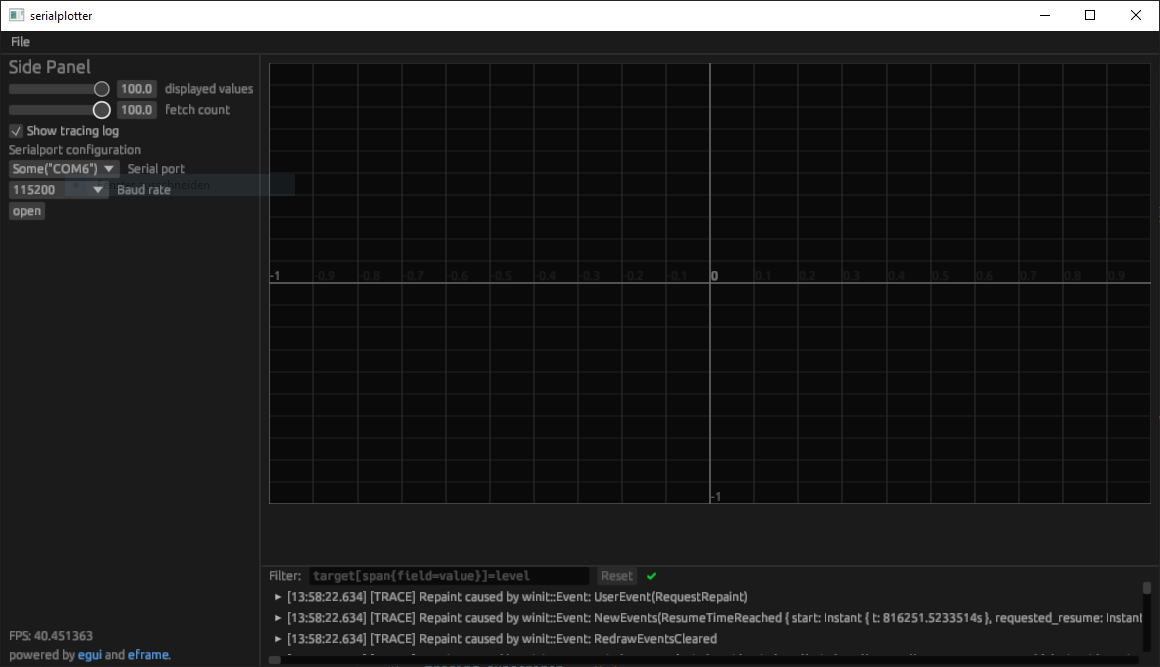 serialplotter
File
Side Panel
100.0 displayed values
100.0 fetch count
Show tracing log
Serialport configuration
Some("COM6") Serial port
115200 Baud rate
open
-1 -0.9 -0.8 -0.7 -0.6 -0.5 -0.4 -0.3 -0.2 -0.1 0 0.1 0.2 0.3 0.4 0.5 0.6 0.7 0.8 0.9
-1
Filter: target[span{field=value}]=level Reset
[13:58:22.634] [TRACE] Repaint caused by winit::Event: UserEvent(RequestRepaint)
[13:58:22.634] [TRACE] Repaint caused by winit::Event: NewEvents(ResumeTimeReached { start: Instant { t: 816251.5233514s }, requested_resume: Instant
[13:58:22.634] [TRACE] Repaint caused by winit::Event: RedrawEventsCleared
FPS: 40.451363
powered by egui and eframe.